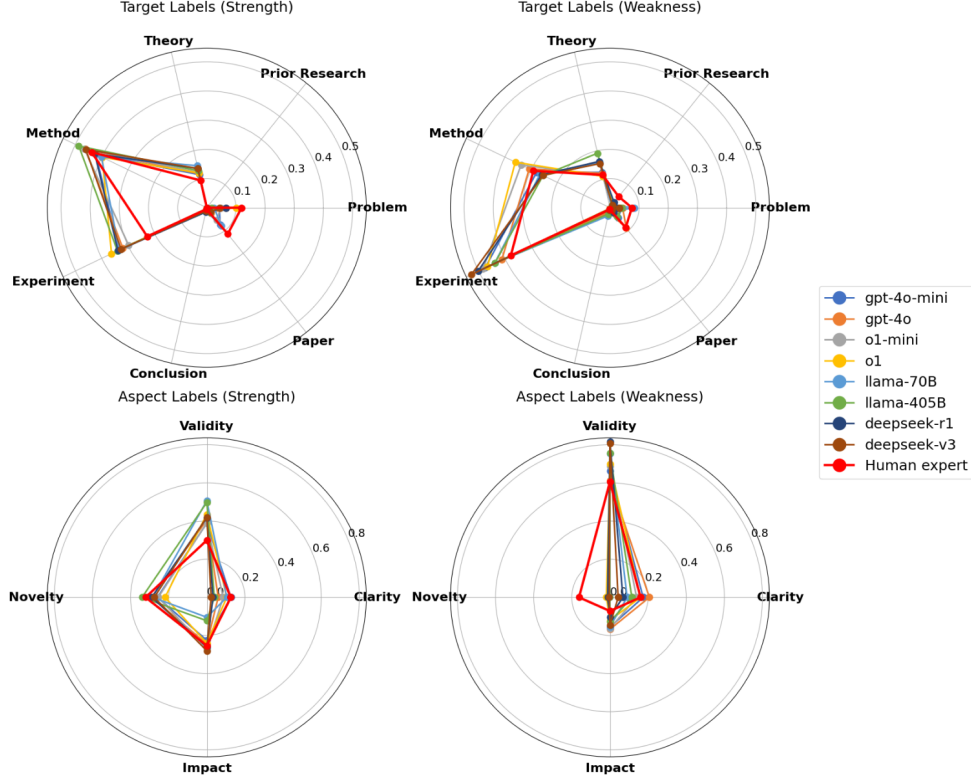 Target Labels (Strength)
Theory
Prior Research
Method
0.5
0.4
0.3
0.2
0.1
Problem
Experiment
Paper
Conclusion
Target Labels (Weakness)
Theory
Prior Research
Method
0.5
0.4
0.3
0.2
0.1
Problem
Experiment
Paper
Conclusion
gpt-4o-mini
gpt-4o
o1-mini
o1
llama-70B
llama-405B
deepseek-r1
deepseek-v3
Human expert
Aspect Labels (Strength)
Validity
0.8
0.6
0.4
0.2
0.0
Novelty
Clarity
Impact
Aspect Labels (Weakness)
Validity
0.8
0.6
0.4
0.2
0.0
Novelty
Clarity
Impact